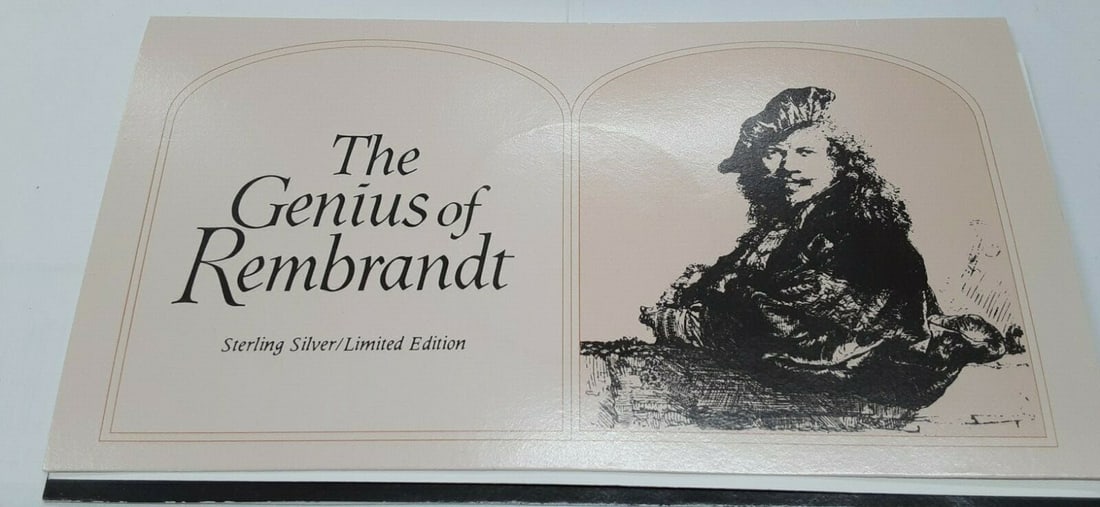 The
Genius of
Rembrandt
Sterling Silver/Limited Edition